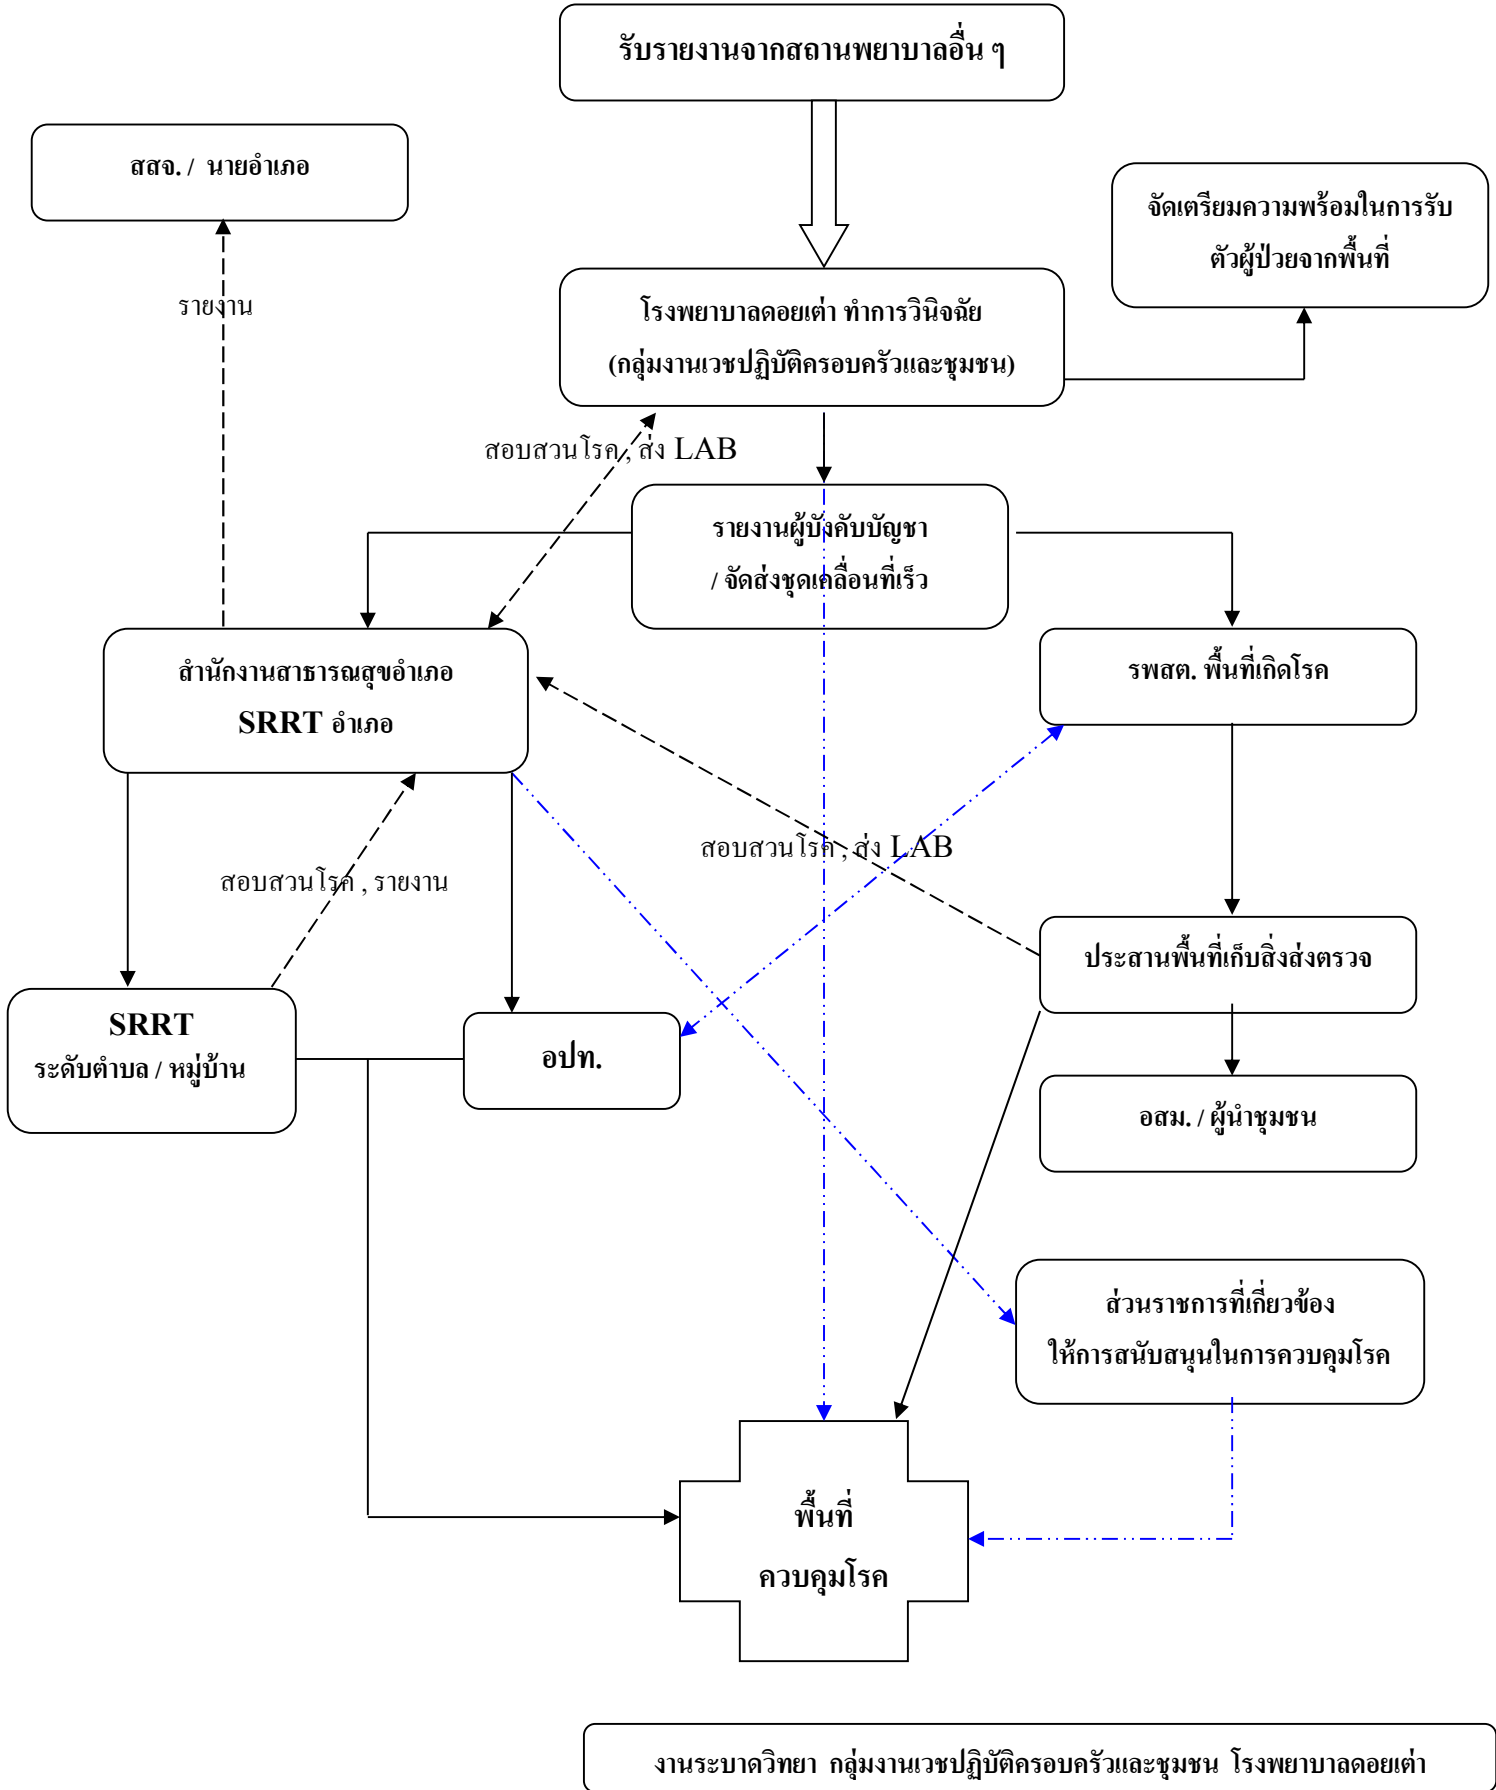 รับรายงานจากสถานพยาบาลอื่น ๆ
สสจ. / นายอำเภอ
จัดเตรียมความพร้อมในการรับ
ตัวผู้ป่วยจากพื้นที่
รายงาน
โรงพยาบาลดอยเต่า ทำการวินิจฉัย
(กลุ่มงานเวชปฏิบัติครอบครัวและชุมชน)
สอบสวนโรค , ส่ง LAB
รายงานผู้บังคับบัญชา
/ จัดส่งชุดเคลื่อนที่เร็ว
สำนักงานสาธารณสุขอำเภอ
SRRT อำเภอ
รพสต. พื้นที่เกิดโรค
สอบสวนโรค , ส่ง LAB
สอบสวนโรค , รายงาน
ประสานพื้นที่เก็บสิ่งส่งตรวจ
SRRT
ระดับตำบล / หมู่บ้าน
อปท.
อสม. / ผู้นำชุมชน
ส่วนราชการที่เกี่ยวข้อง
ให้การสนับสนุนในการควบคุมโรค
พื้นที่
ควบคุมโรค
งานระบาดวิทยา กลุ่มงานเวชปฏิบัติครอบครัวและชุมชน โรงพยาบาลดอยเต่า